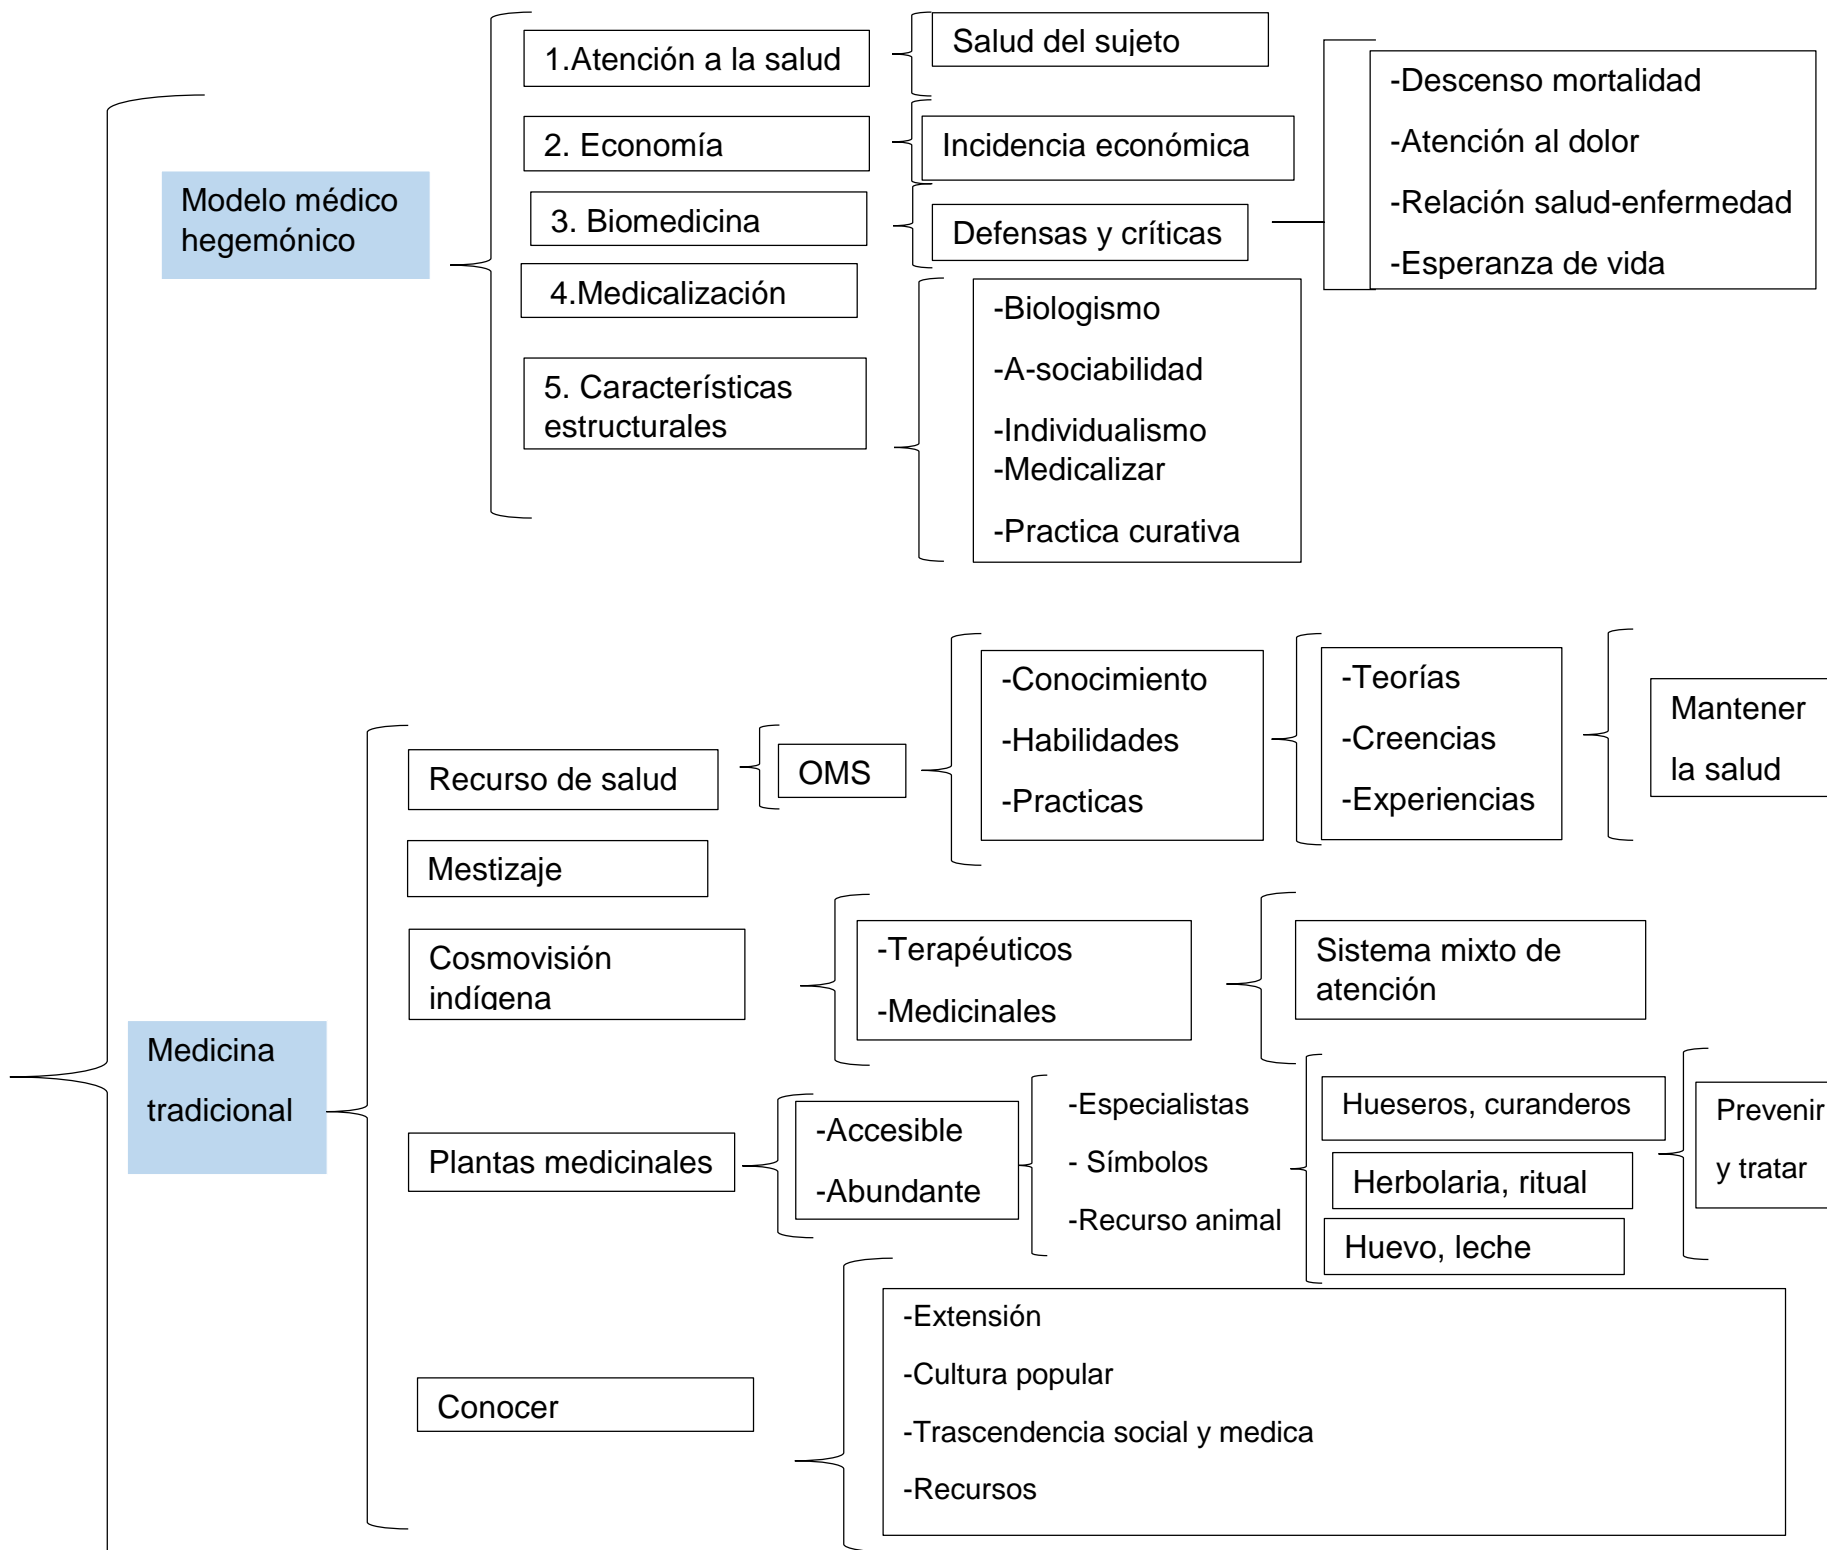 Modelo médico
hegemónico
1.Atención a la salud
Salud del sujeto
2. Economía
Incidencia económica
3. Biomedicina
Defensas y críticas
-Descenso mortalidad
-Atención al dolor
-Relación salud-enfermedad
-Esperanza de vida
4.Medicalización
5. Características
estructurales
-Biologismo
-A-sociabilidad
-Individualismo
-Medicalizar
-Practica curativa
Medicina
tradicional
Recurso de salud
OMS
-Conocimiento
-Habilidades
-Practicas
-Teorías
-Creencias
-Experiencias
Mantener
la salud
Mestizaje
Cosmovisión
indígena
-Terapéuticos
-Medicinales
Sistema mixto de
atención
Plantas medicinales
-Accesible
-Abundante
-Especialistas
- Símbolos
-Recurso animal
Hueseros, curanderos
Herbolaria, ritual
Huevo, leche
Prevenir
y tratar
Conocer
-Extensión
-Cultura popular
-Trascendencia social y medica
-Recursos